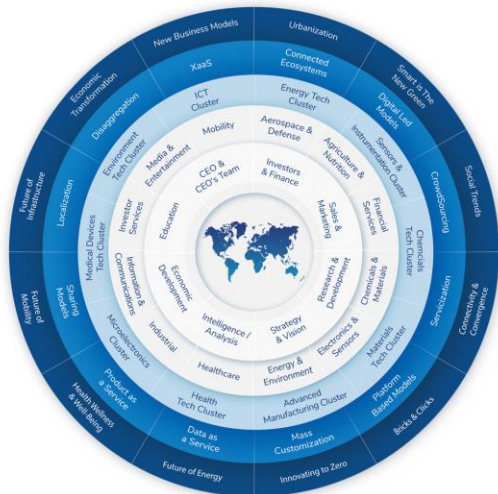 New Business Models
Urbanization
Smart is The
New Green
Social Trends
Connectivity &
Convergence
Bricks & Clicks
Innovating to Zero
Future of Energy
Health Wellness
& Well-Being
Future of
Mobility
Future of
Infrastructure
Economic
Transformation
XaaS
Connected
Ecosystems
Digital Led
Models
CrowdSourcing
Servicization
Platform
Based Models
Mass
Customization
Data as
a Service
Product as
a Service
Sharing
Models
Localization
Disaggregation
ICT
Cluster
Energy Tech
Cluster
Sensors &
Instrumentation Cluster
Chemcials
Tech Cluster
Materials
Tech Cluster
Advanced
Manufacturing Cluster
Health
Tech Cluster
Microelectronics
Cluster
Medical Devices
Tech Cluster
Environment
Tech Cluster
Mobility
Aerospace &
Defense
Agriculture &
Nutrition
Financial
Services
Chemicals &
Materials
Electronics &
Sensors
Energy &
Environment
Healthcare
Industrial
Information &
Communications
Investor
Services
Media &
Entertainment
CEO &
CEO's Team
Investors
& Finance
Sales &
Marketing
Research &
Development
Strategy
& Vision
Intelligence /
Analysis
Economic
Development
Education